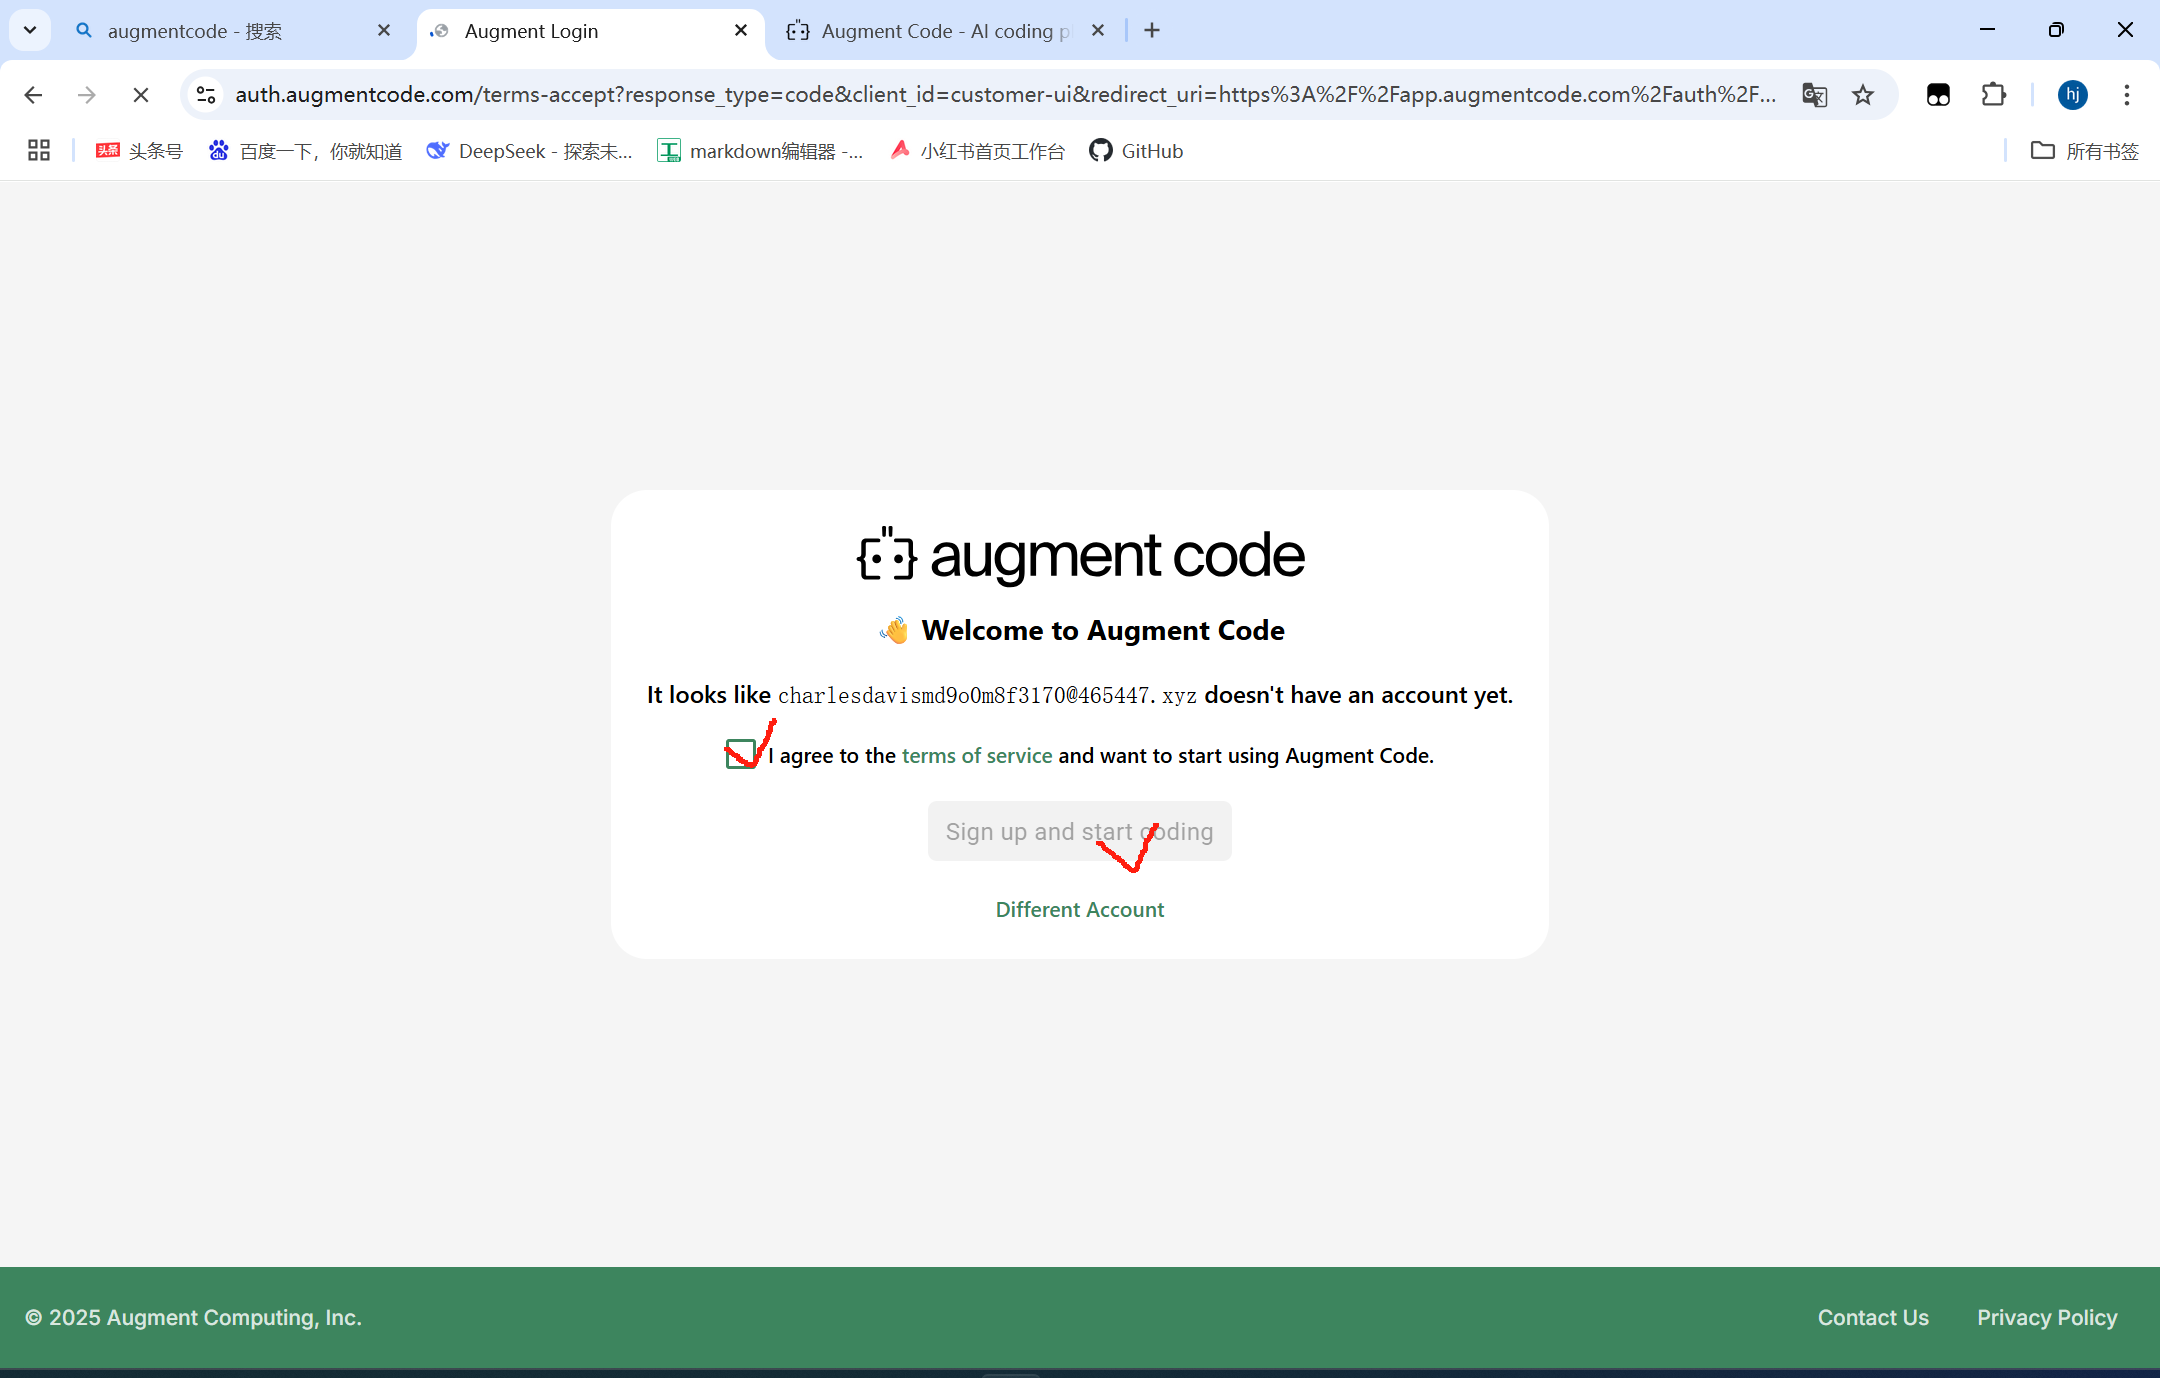 augmentcode - 搜索
Augment Login
Augment Code - AI coding p
auth.augmentcode.com/terms-accept?response_type=code&client_id=customer-ui&redirect_uri=https%3A%2F%2Fapp.augmentcode.com%2Fauth%2F...
hj
头条 头条号
du 百度一下，你就知道
DeepSeek - 探索未...
markdown编辑器 -...
小红书首页工作台
GitHub
所有书签
augment code
Welcome to Augment Code
It looks like charlesdavismd9o0m8f3170@465447.xyz doesn't have an account yet.
I agree to the terms of service and want to start using Augment Code.
Sign up and start coding
Different Account
© 2025 Augment Computing, Inc.
Contact Us
Privacy Policy